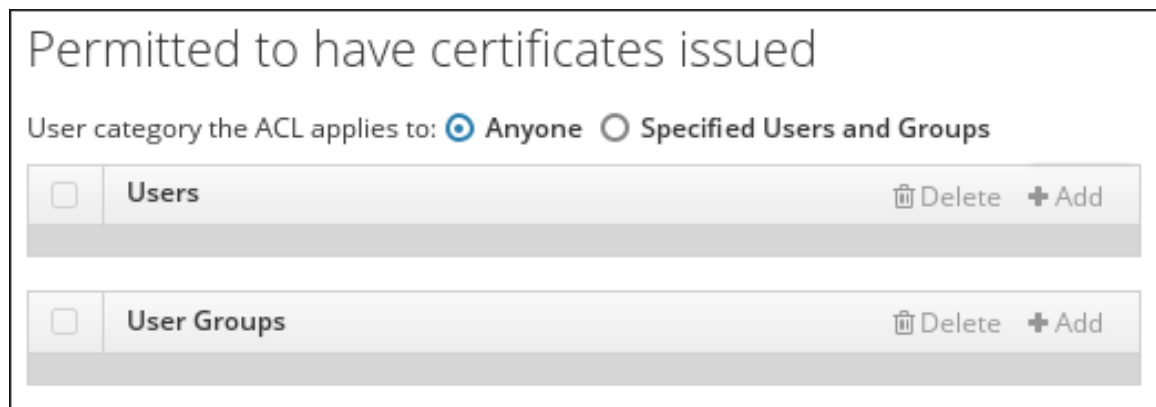 Permitted to have certificates issued
User category the ACL applies to: Anyone Specified Users and Groups
Users Delete + Add
User Groups Delete + Add